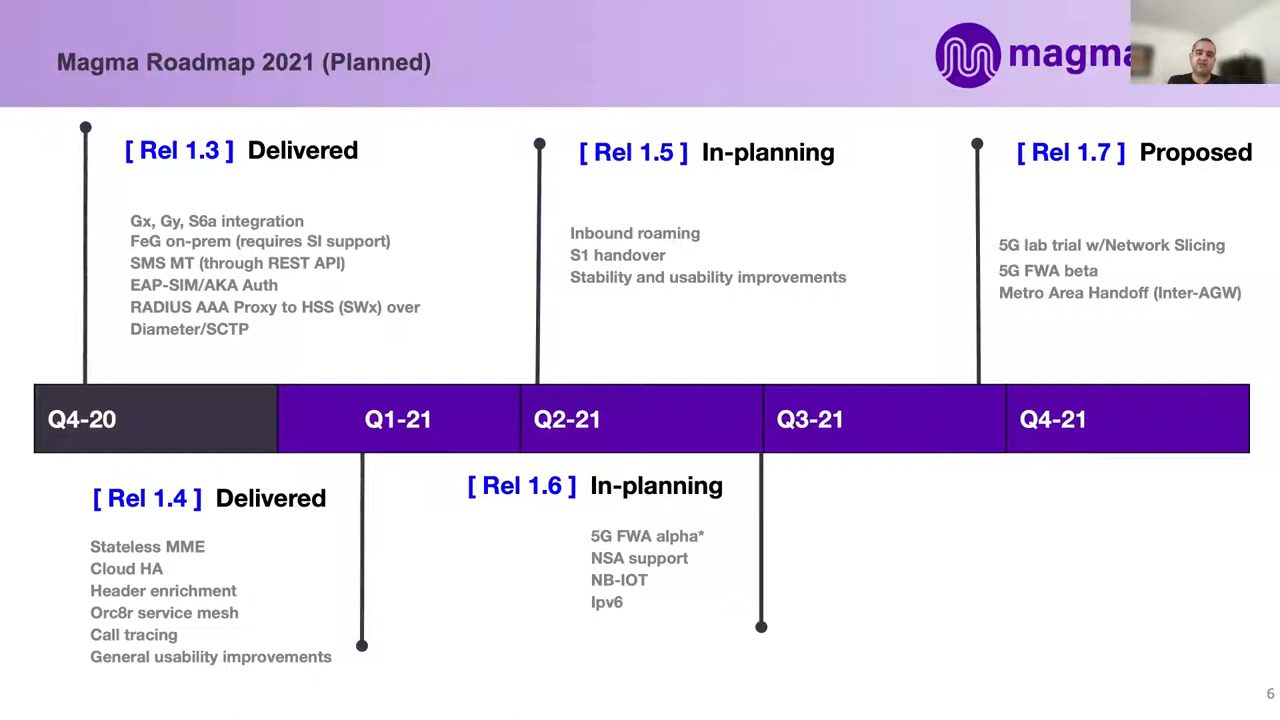 Magma Roadmap 2021 (Planned)
magma
[ Rel 1.3 ] Delivered
Gx, Gy, S6a integration
FeG on-prem (requires SI support)
SMS MT (through REST API)
EAP-SIM/AKA Auth
RADIUS AAA Proxy to HSS (SWx) over
Diameter/SCTP
[ Rel 1.5 ] In-planning
Inbound roaming
S1 handover
Stability and usability improvements
[ Rel 1.7 ] Proposed
5G lab trial w/Network Slicing
5G FWA beta
Metro Area Handoff (Inter-AGW)
Q4-20
Q1-21
Q2-21
Q3-21
Q4-21
[ Rel 1.4 ] Delivered
Stateless MME
Cloud HA
Header enrichment
Orc8r service mesh
Call tracing
General usability improvements
[ Rel 1.6 ] In-planning
5G FWA alpha*
NSA support
NB-IOT
Ipv6
6